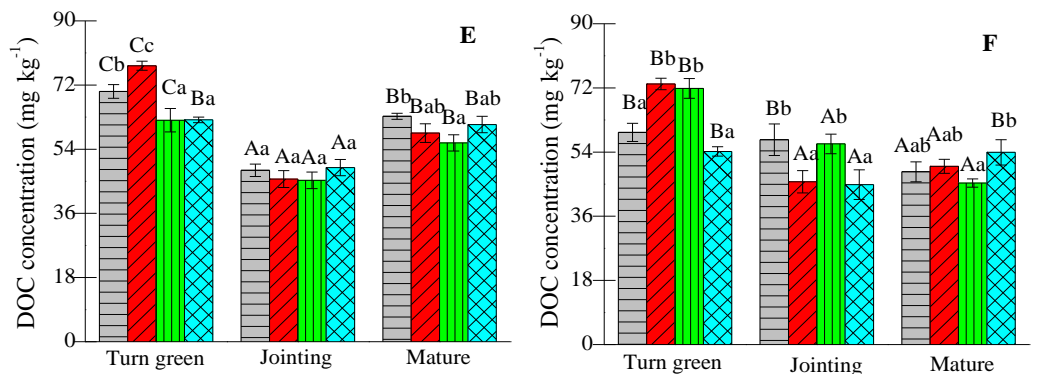 E
DOC concentration (mg kg-1)
90
72
54
36
18
0
Cb Cc Ca Ba
Aa Aa Aa Aa
Bb Bab Ba Bab
Turn green Jointing Mature
F
DOC concentration (mg kg-1)
90
72
54
36
18
0
Ba Bb Bb Ba
Bb Aa Ab Aa
Aab Aab Aa Bb
Turn green Jointing Mature